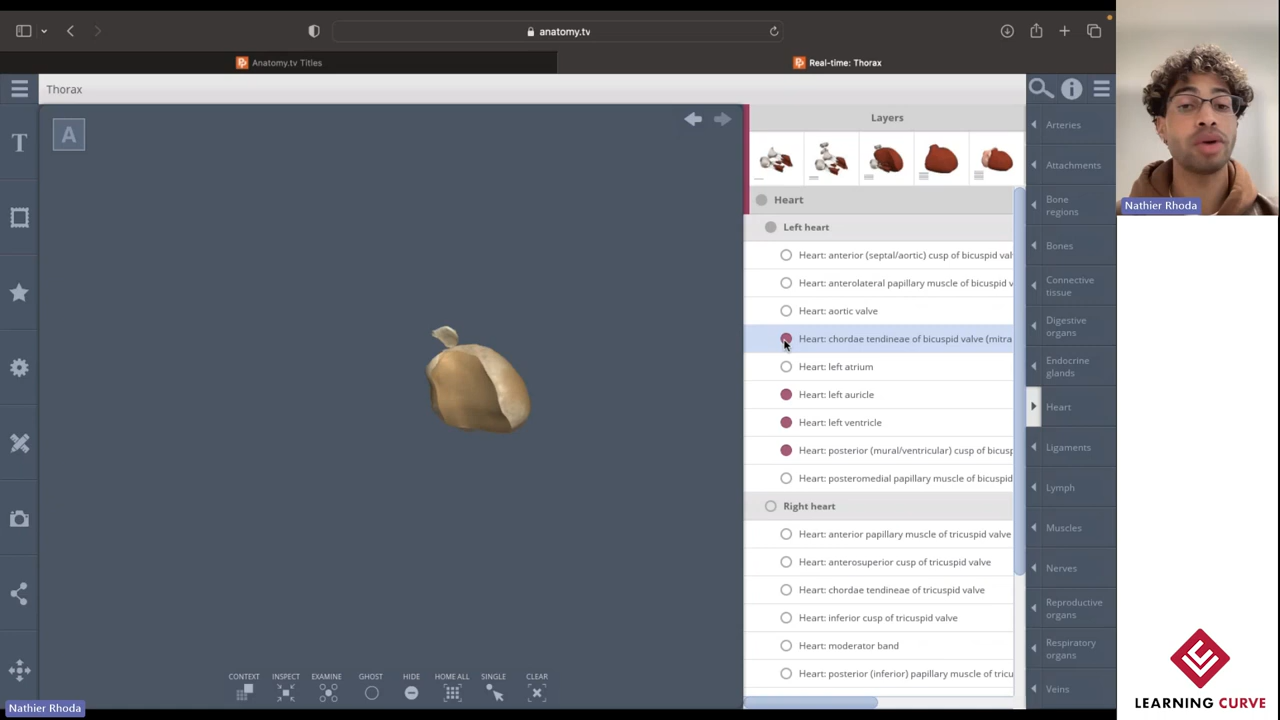 anatomy.tv
Anatomy.tv Titles
Real-time: Thorax
Thorax
T
A
Layers
Heart
Left heart
Heart: anterior (septal/aortic) cusp of bicuspid val
Heart: anterolateral papillary muscle of bicuspid v
Heart: aortic valve
Heart: chordae tendineae of bicuspid valve (mitra
Heart: left atrium
Heart: left auricle
Heart: left ventricle
Heart: posterior (mural/ventricular) cusp of bicusp
Heart: posteromedial papillary muscle of bicuspid
Right heart
Heart: anterior papillary muscle of tricuspid valve
Heart: anterosuperior cusp of tricuspid valve
Heart: chordae tendineae of tricuspid valve
Heart: inferior cusp of tricuspid valve
Heart: moderator band
Heart: posterior (inferior) papillary muscle of tricu
Arteries
Attachments
Bone
regions
Bones
Connective
tissue
Digestive
organs
Endocrine
glands
Heart
Ligaments
Lymph
Muscles
Nerves
Reproductive
organs
Respiratory
organs
Veins
CONTEXT INSPECT EXAMINE GHOST HIDE HOME ALL SINGLE CLEAR
Nathier Rhoda
Nathier Rhoda
LEARNING CURVE